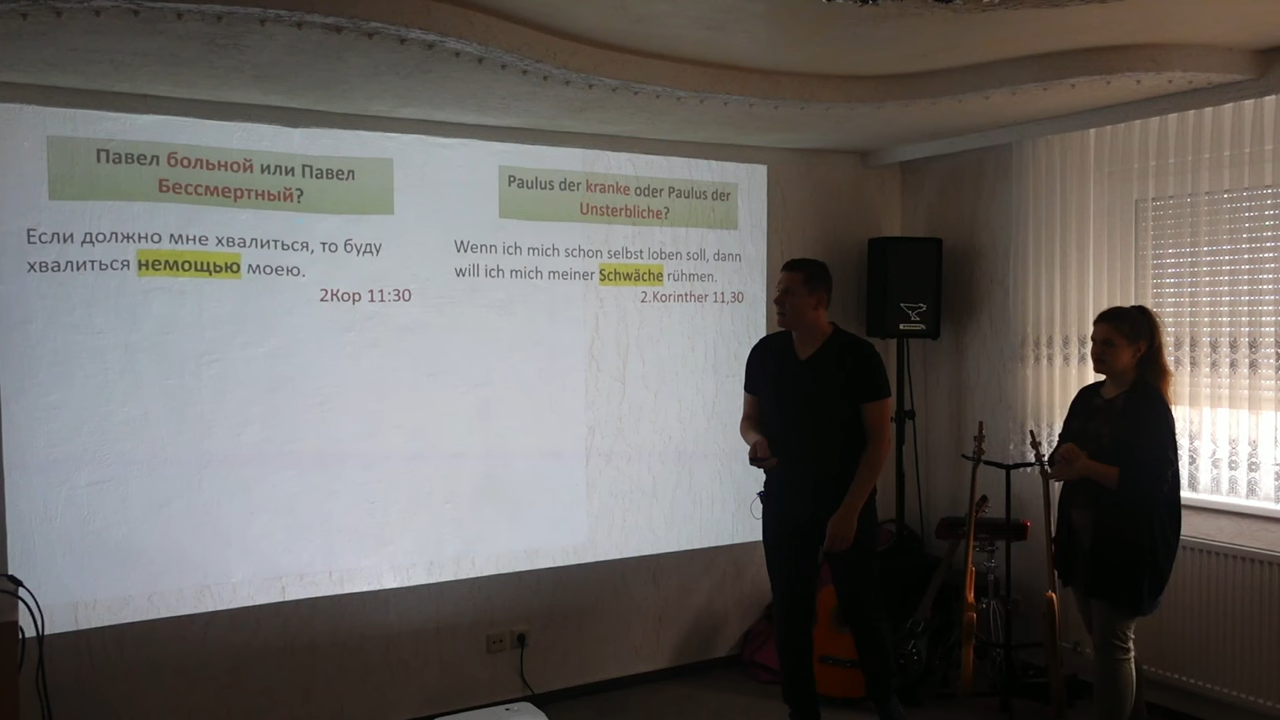 Павел больной или Павел
Бессмертный?
Если должно мне хвалиться, то буду
хвалиться немощью моею.
2Кор 11:30
Paulus der kranke oder Paulus der
Unsterbliche?
Wenn ich mich schon selbst loben soll, dann
will ich mich meiner Schwäche rühmen.
2.Korinther 11,30